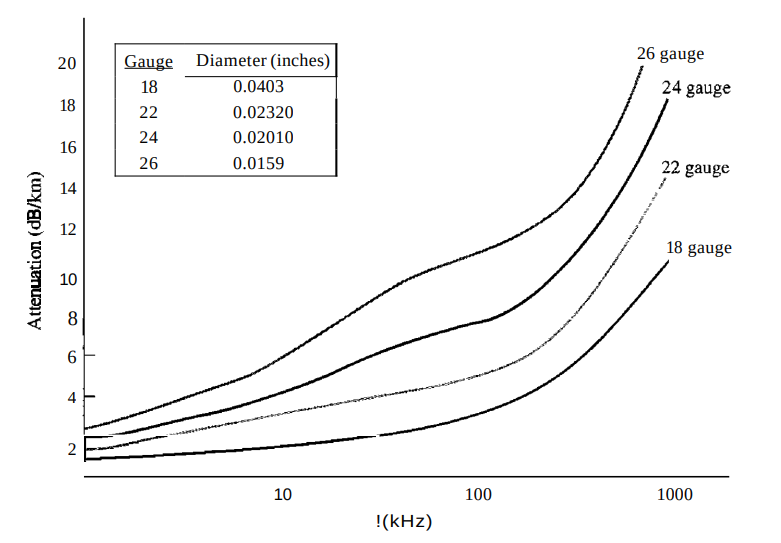 Gauge Diameter (inches)
18 0.0403
22 0.02320
24 0.02010
26 0.0159
26 gauge
24 gauge
22 gauge
18 gauge
Attenuation (dB/km)
20
18
16
14
12
10
8
6
4
2
10 100 1000
!(kHz)